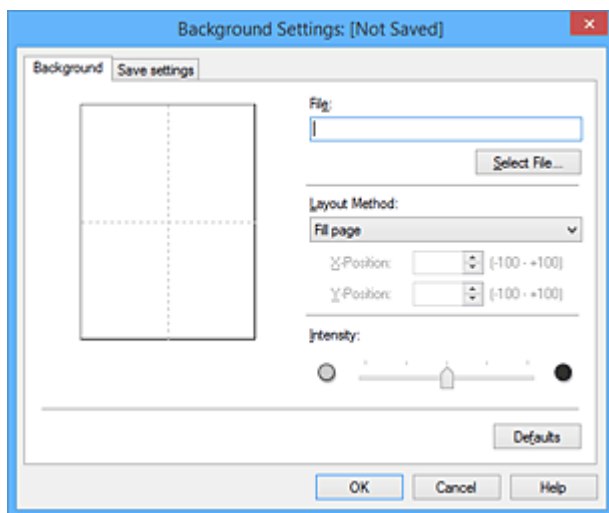 Background Settings: [Not Saved]
Background Save settings
File:
Select File...
Layout Method:
Fill page
X-Position: (-100 - +100)
Y-Position: (-100 - +100)
Intensity:
Defaults
OK Cancel Help